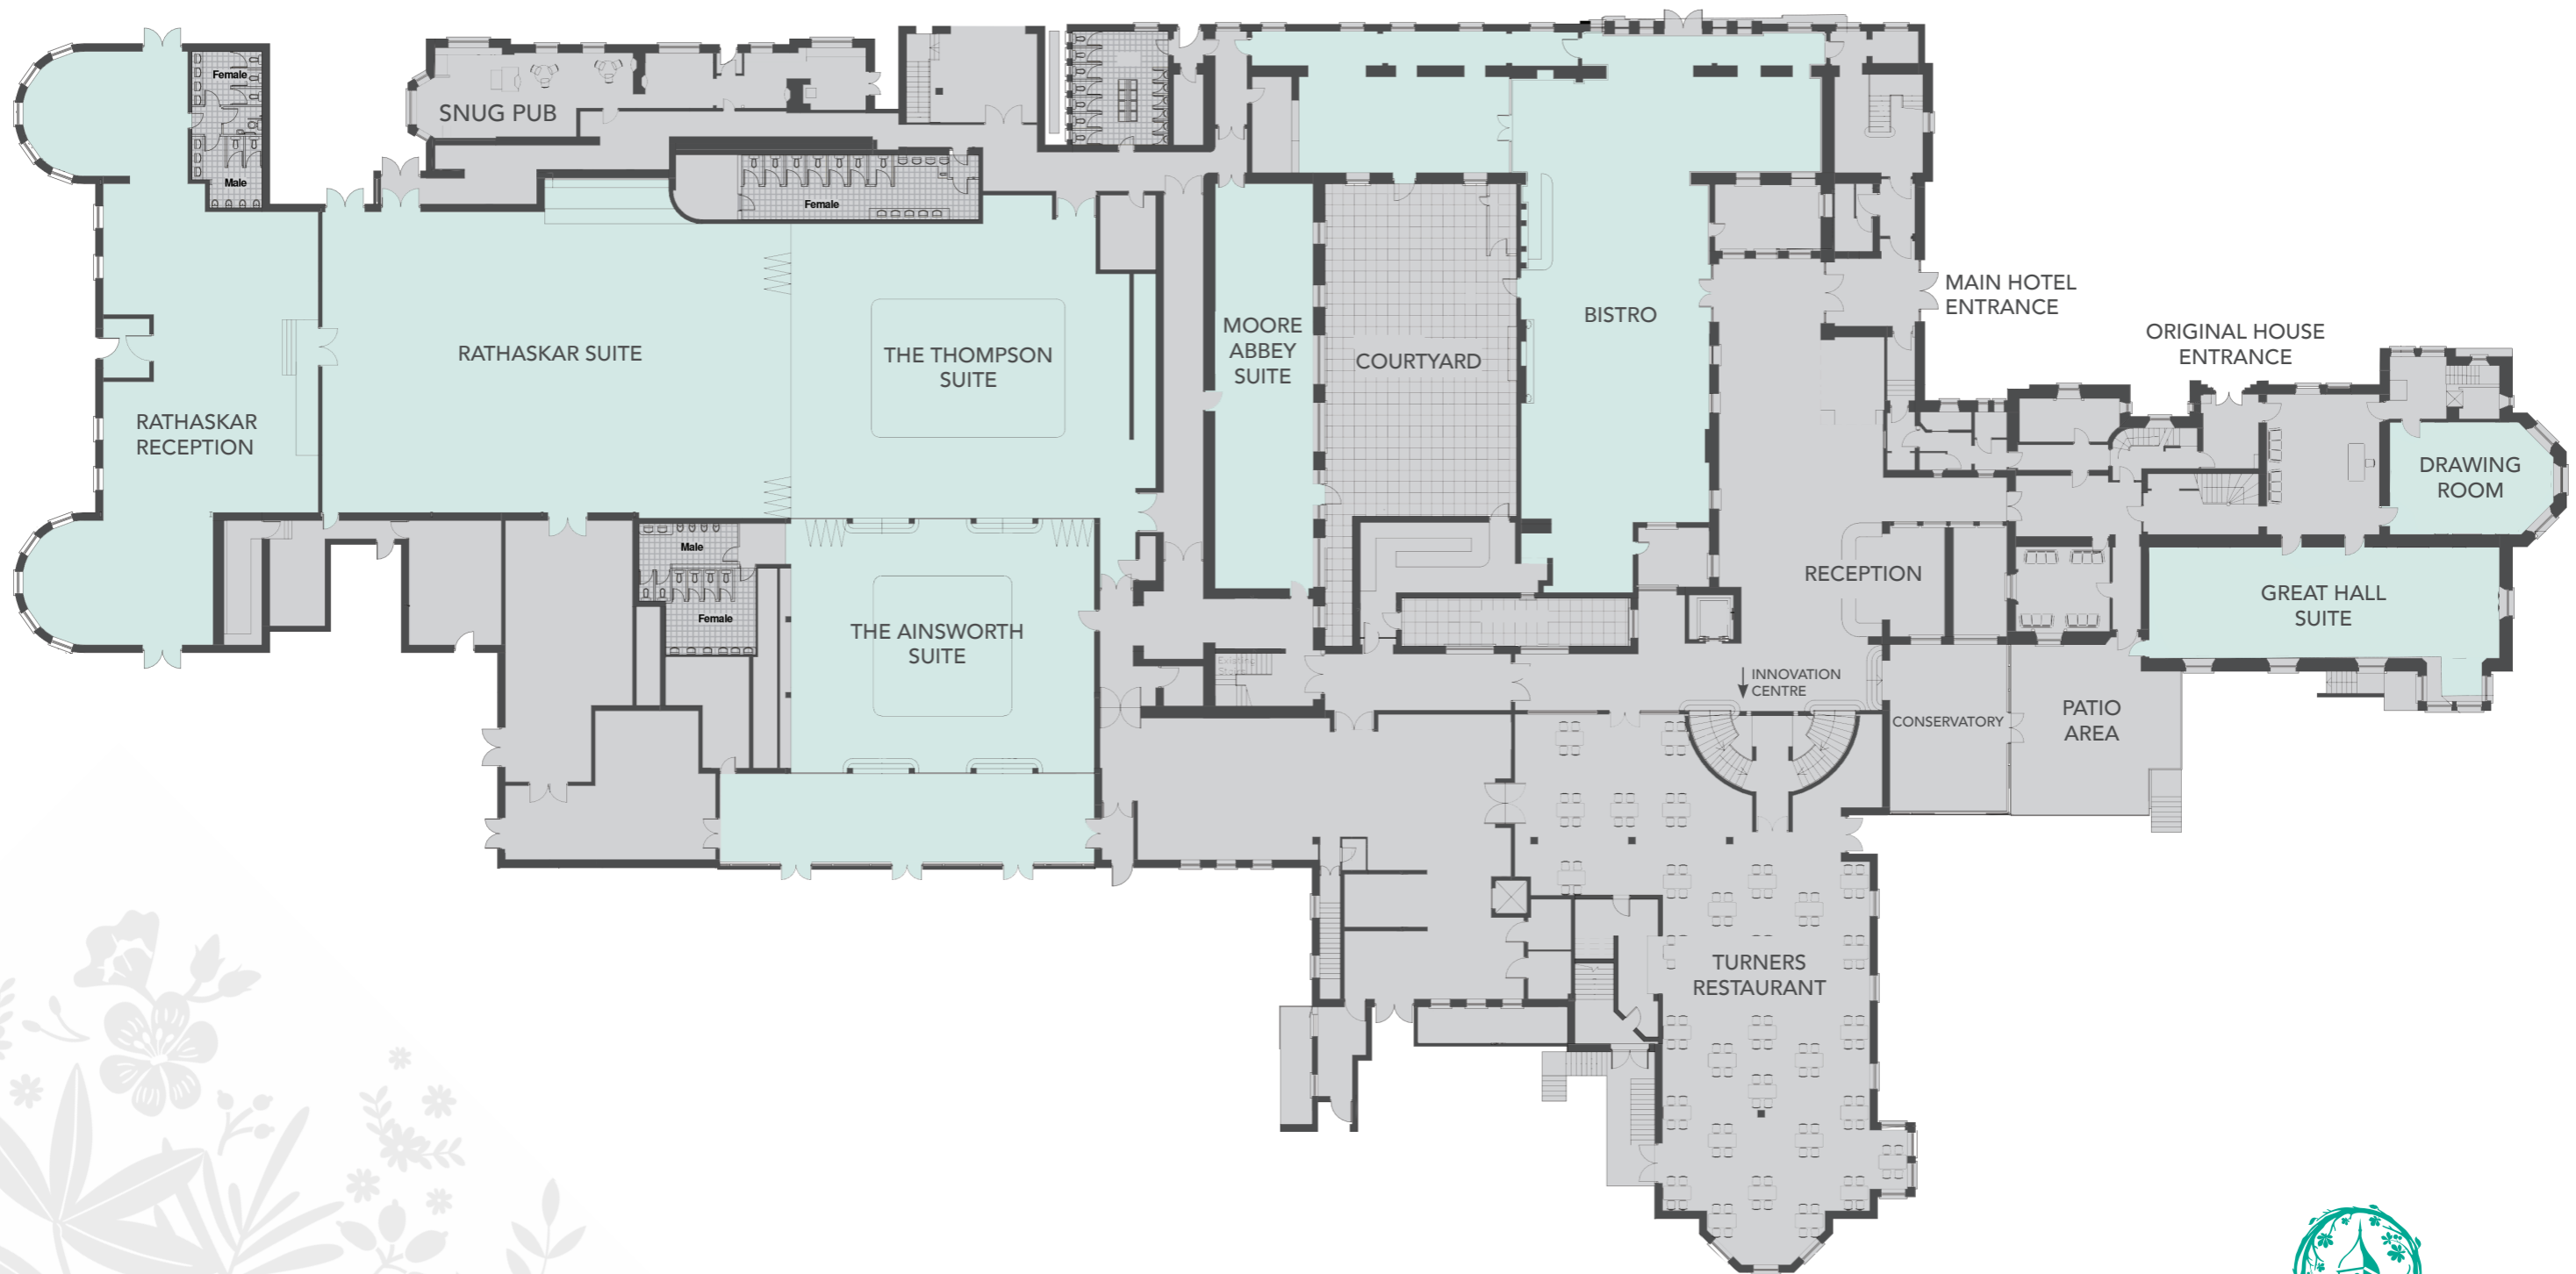 Female
Male
SNUG PUB
Female
RATHASKAR
RECEPTION
RATHASKAR SUITE
THE THOMPSON
SUITE
MOORE
ABBEY
SUITE
COURTYARD
BISTRO
MAIN HOTEL
ENTRANCE
ORIGINAL HOUSE
ENTRANCE
DRAWING
ROOM
Male
Female
THE AINSWORTH
SUITE
Existing
Stairs
RECEPTION
GREAT HALL
SUITE
INNOVATION
CENTRE
CONSERVATORY
PATIO
AREA
TURNERS
RESTAURANT